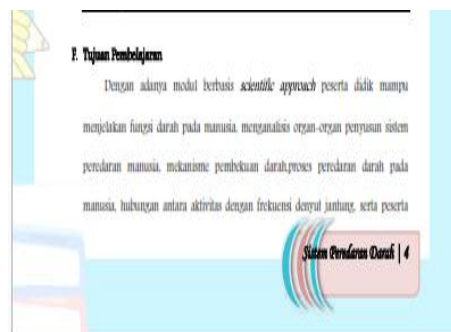 F. Tujuan Pembelajaran
Dengan adanya modul berbasis scientific approach peserta didik mampu
menjelakan fungsi darah pada manusia, menganalisis organ-organ penyusun sistem
peredaran manusia, mekanisme pembekuan darah,proses peredaran darah pada
manusia, hubungan antara aktivitas dengan frekuensi denyut jantung, serta peserta
Sistem Peredaran Darah | 4